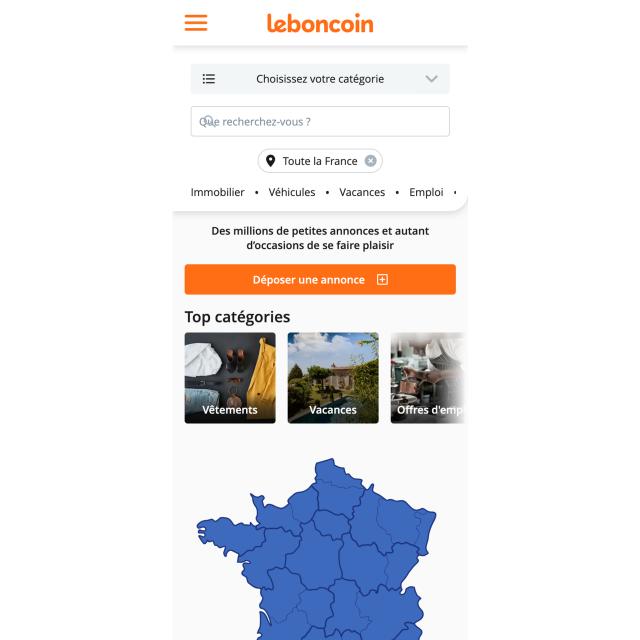 leboncoin
Choisissez votre catégorie
Que recherchez-vous ?
Toute la France
Immobilier • Véhicules • Vacances • Emploi •
Des millions de petites annonces et autant
d'occasions de se faire plaisir
Déposer une annonce
Top catégories
Vêtements
Vacances
Offres d'emp